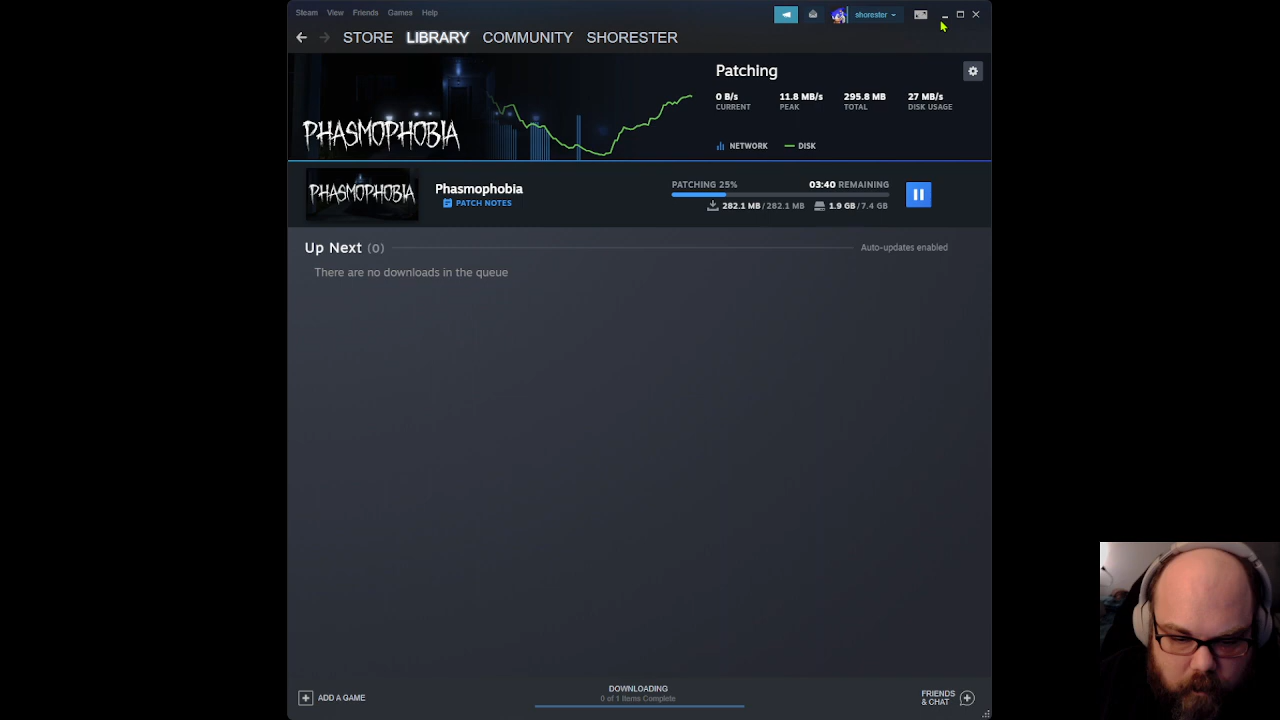 Steam View Friends Games Help
shorester
STORE LIBRARY COMMUNITY SHORESTER
PHASMOPHOBIA
Patching
0 B/s 11.8 MB/s 295.8 MB 27 MB/s
CURRENT PEAK TOTAL DISK USAGE
NETWORK DISK
PHASMOPHOBIA
Phasmophobia
PATCH NOTES
PATCHING 25% 03:40 REMAINING
282.1 MB/282.1 MB 1.9 GB/7.4 GB
Up Next (0) Auto-updates enabled
There are no downloads in the queue
ADD A GAME
DOWNLOADING
0 of 1 Items Complete
FRIENDS
& CHAT